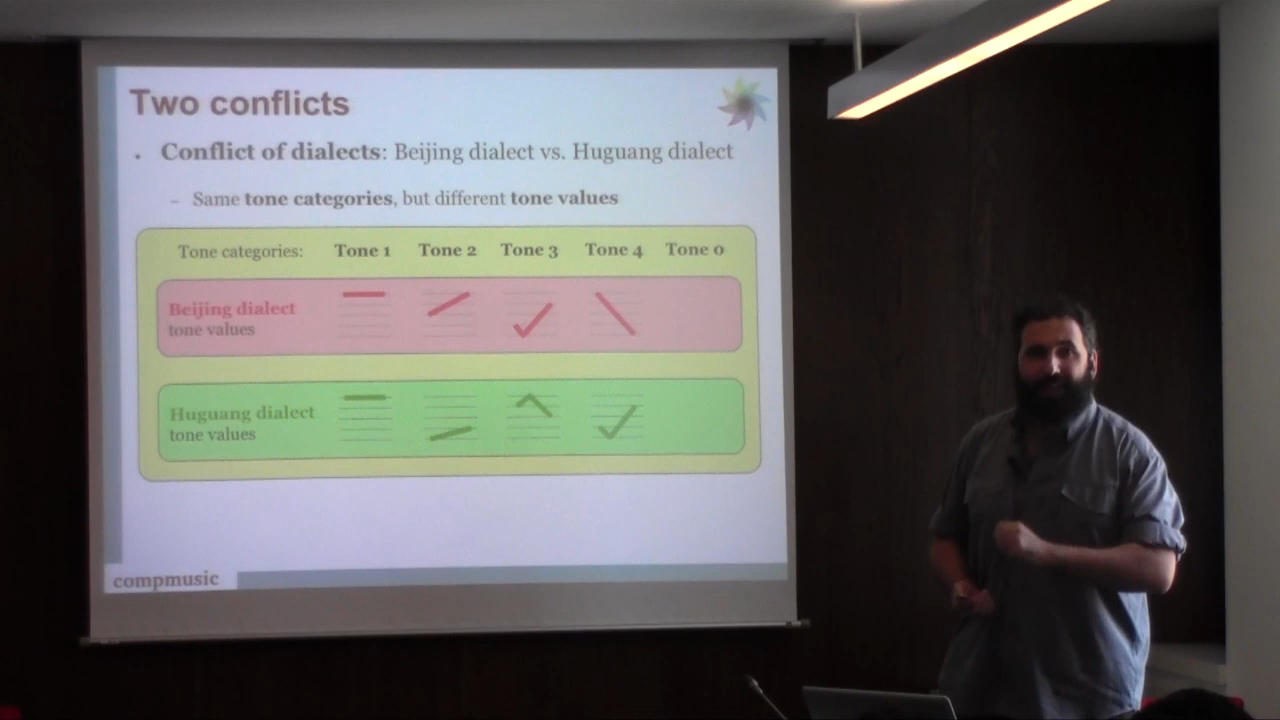 Two conflicts
. Conflict of dialects: Beijing dialect vs. Huguang dialect
– Same tone categories, but different tone values
Tone categories: Tone 1 Tone 2 Tone 3 Tone 4 Tone 0
Beijing dialect
tone values
Huguang dialect
tone values
compmusic